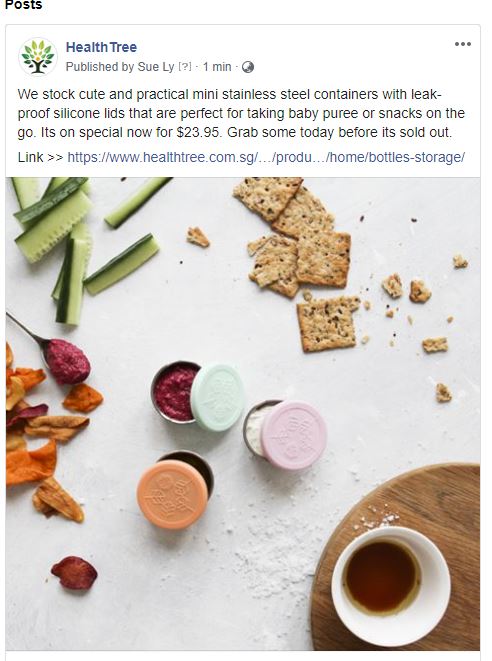 Posts
HealthTree
Published by Sue Ly [?] · 1 min ·
We stock cute and practical mini stainless steel containers with leak-
proof silicone lids that are perfect for taking baby puree or snacks on the
go. Its on special now for $23.95. Grab some today before its sold out.
Link >> https://www.healthtree.com.sg/…/produ…/home/bottles-storage/